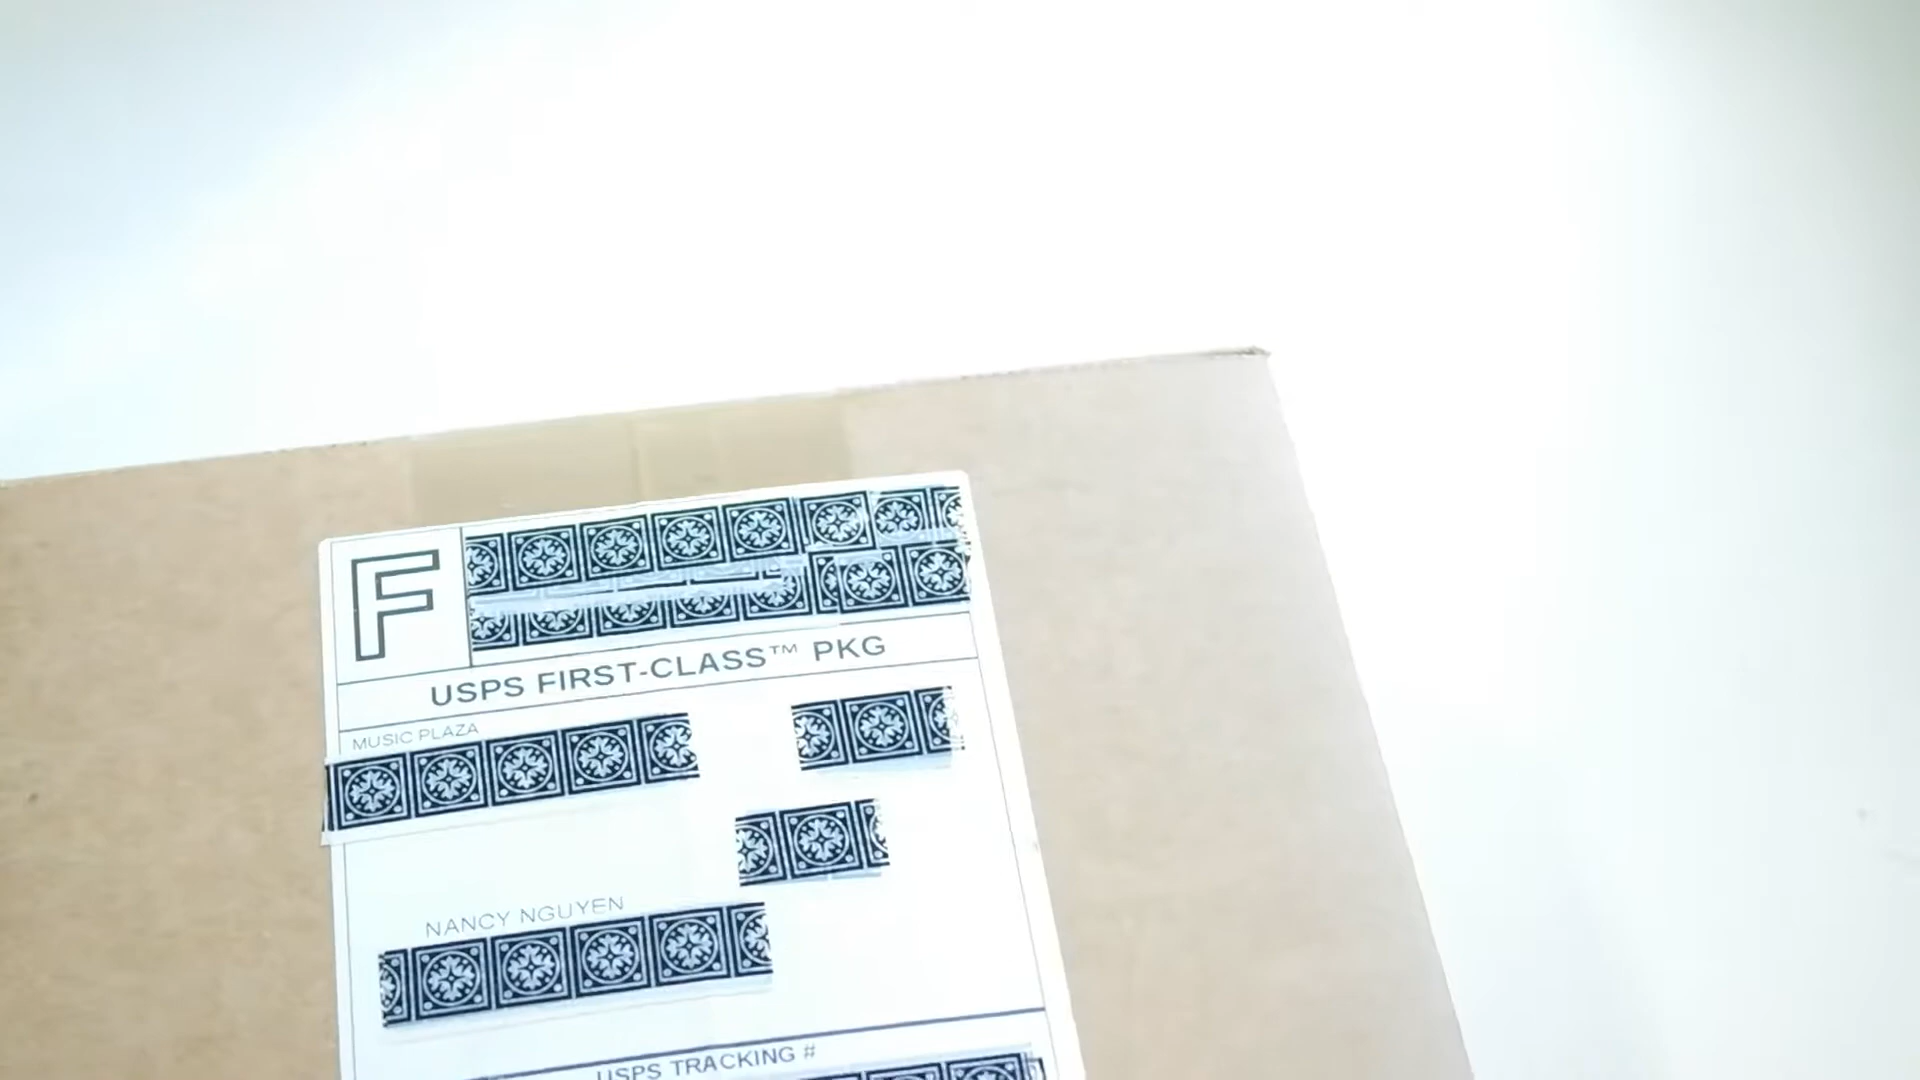 F
USPS FIRST-CLASS™ PKG
MUSIC PLAZA
NANCY NGUYEN
USPS TRACKING #